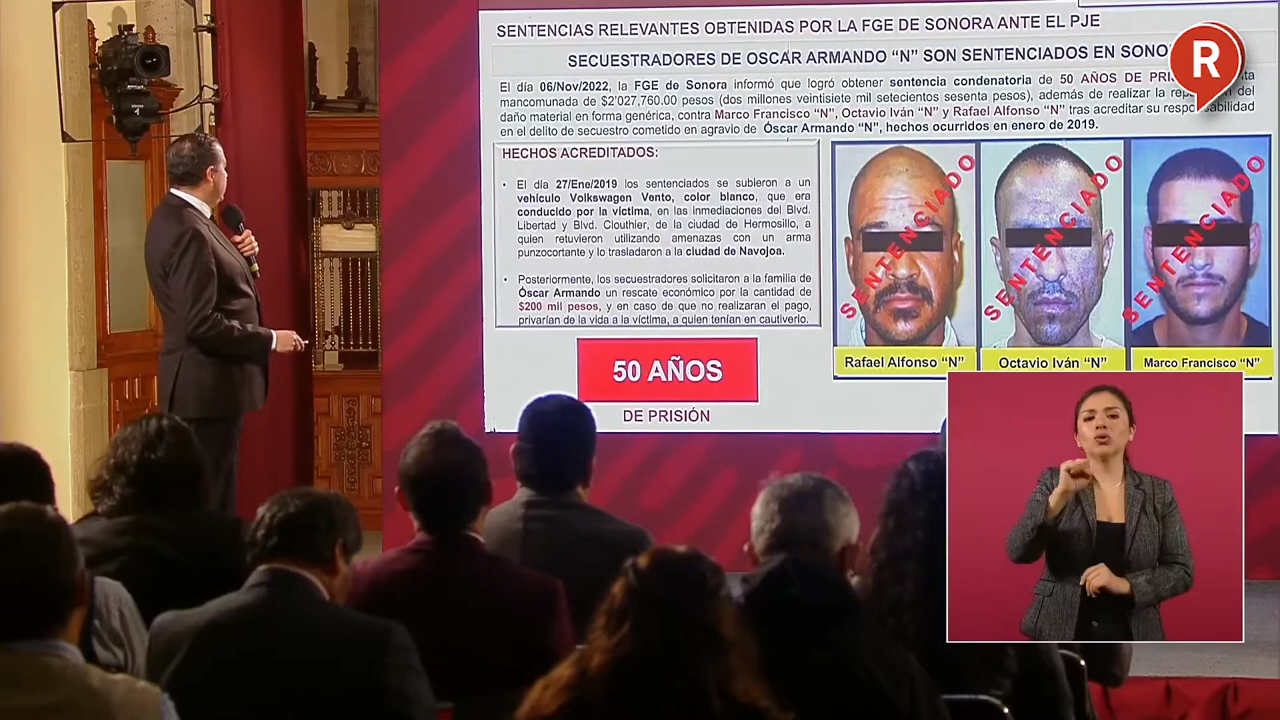 SENTENCIAS RELEVANTES OBTENIDAS POR LA FGE DE SONORA ANTE EL PJE
SECUESTRADORES DE OSCAR ARMANDO “N” SON SENTENCIADOS EN
R
El día 06/Nov/2022, la FGE de Sonora informó que logró obtener sentencia condenatoria de 50 AÑOS DE
mancomunada de $2’027,760.00 pesos (dos millones veintisiete mil setecientos sesenta pesos), además de realizar la del
daño material en forma genérica, contra Marco Francisco “N”, Octavio Iván “N” y Rafael Alfonso “N” tras acreditar su responsabilidad
en el delito de secuestro cometido en agravio de Óscar Armando “N”, hechos ocurridos en enero de 2019.
HECHOS ACREDITADOS:
• El día 27/Ene/2019 los sentenciados se subieron a un
vehículo Volkswagen Vento, color blanco, que era
conducido por la víctima, en las inmediaciones del Blvd.
Libertad y Blvd. Clouthier, de la ciudad de Hermosillo, a
quien retuvieron utilizando amenazas con un arma
punzocortante y lo trasladaron a la ciudad de Navojoa.
• Posteriormente, los secuestradores solicitaron a la familia de
Óscar Armando un rescate económico por la cantidad de
$200 mil pesos, y en caso de que no realizaran el pago,
privarían de la vida a la víctima, a quien tenían en cautiverio.
50 AÑOS
DE PRISIÓN
SENTENCIADO
SENTENCIADO
SENTENCIADO
Rafael Alfonso “N”
Octavio Iván “N”
Marco Francisco “N”